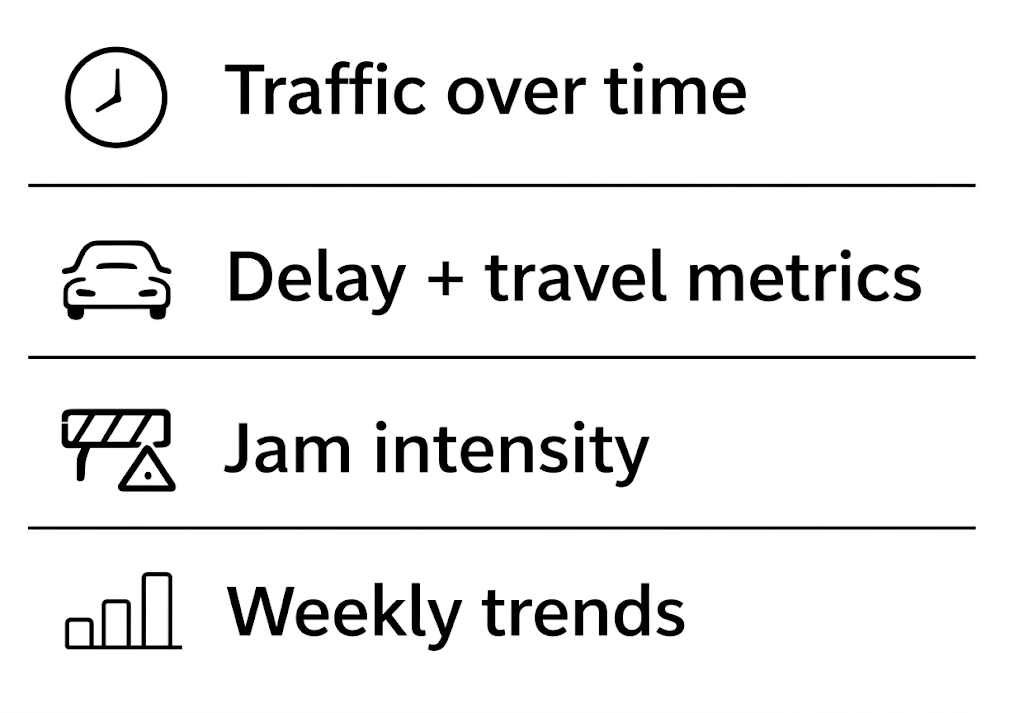 Traffic over time
Delay + travel metrics
Jam intensity
Weekly trends